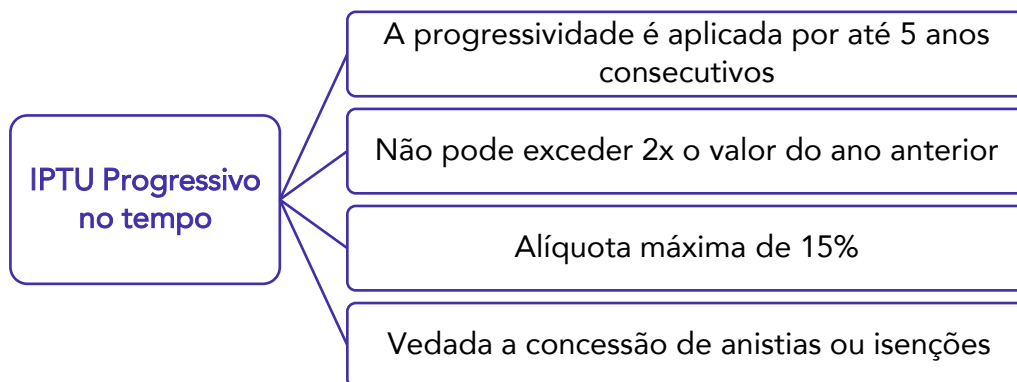 IPTU Progressivo
no tempo
A progressividade é aplicada por até 5 anos
consecutivos
Não pode exceder 2x o valor do ano anterior
Alíquota máxima de 15%
Vedada a concessão de anistias ou isenções